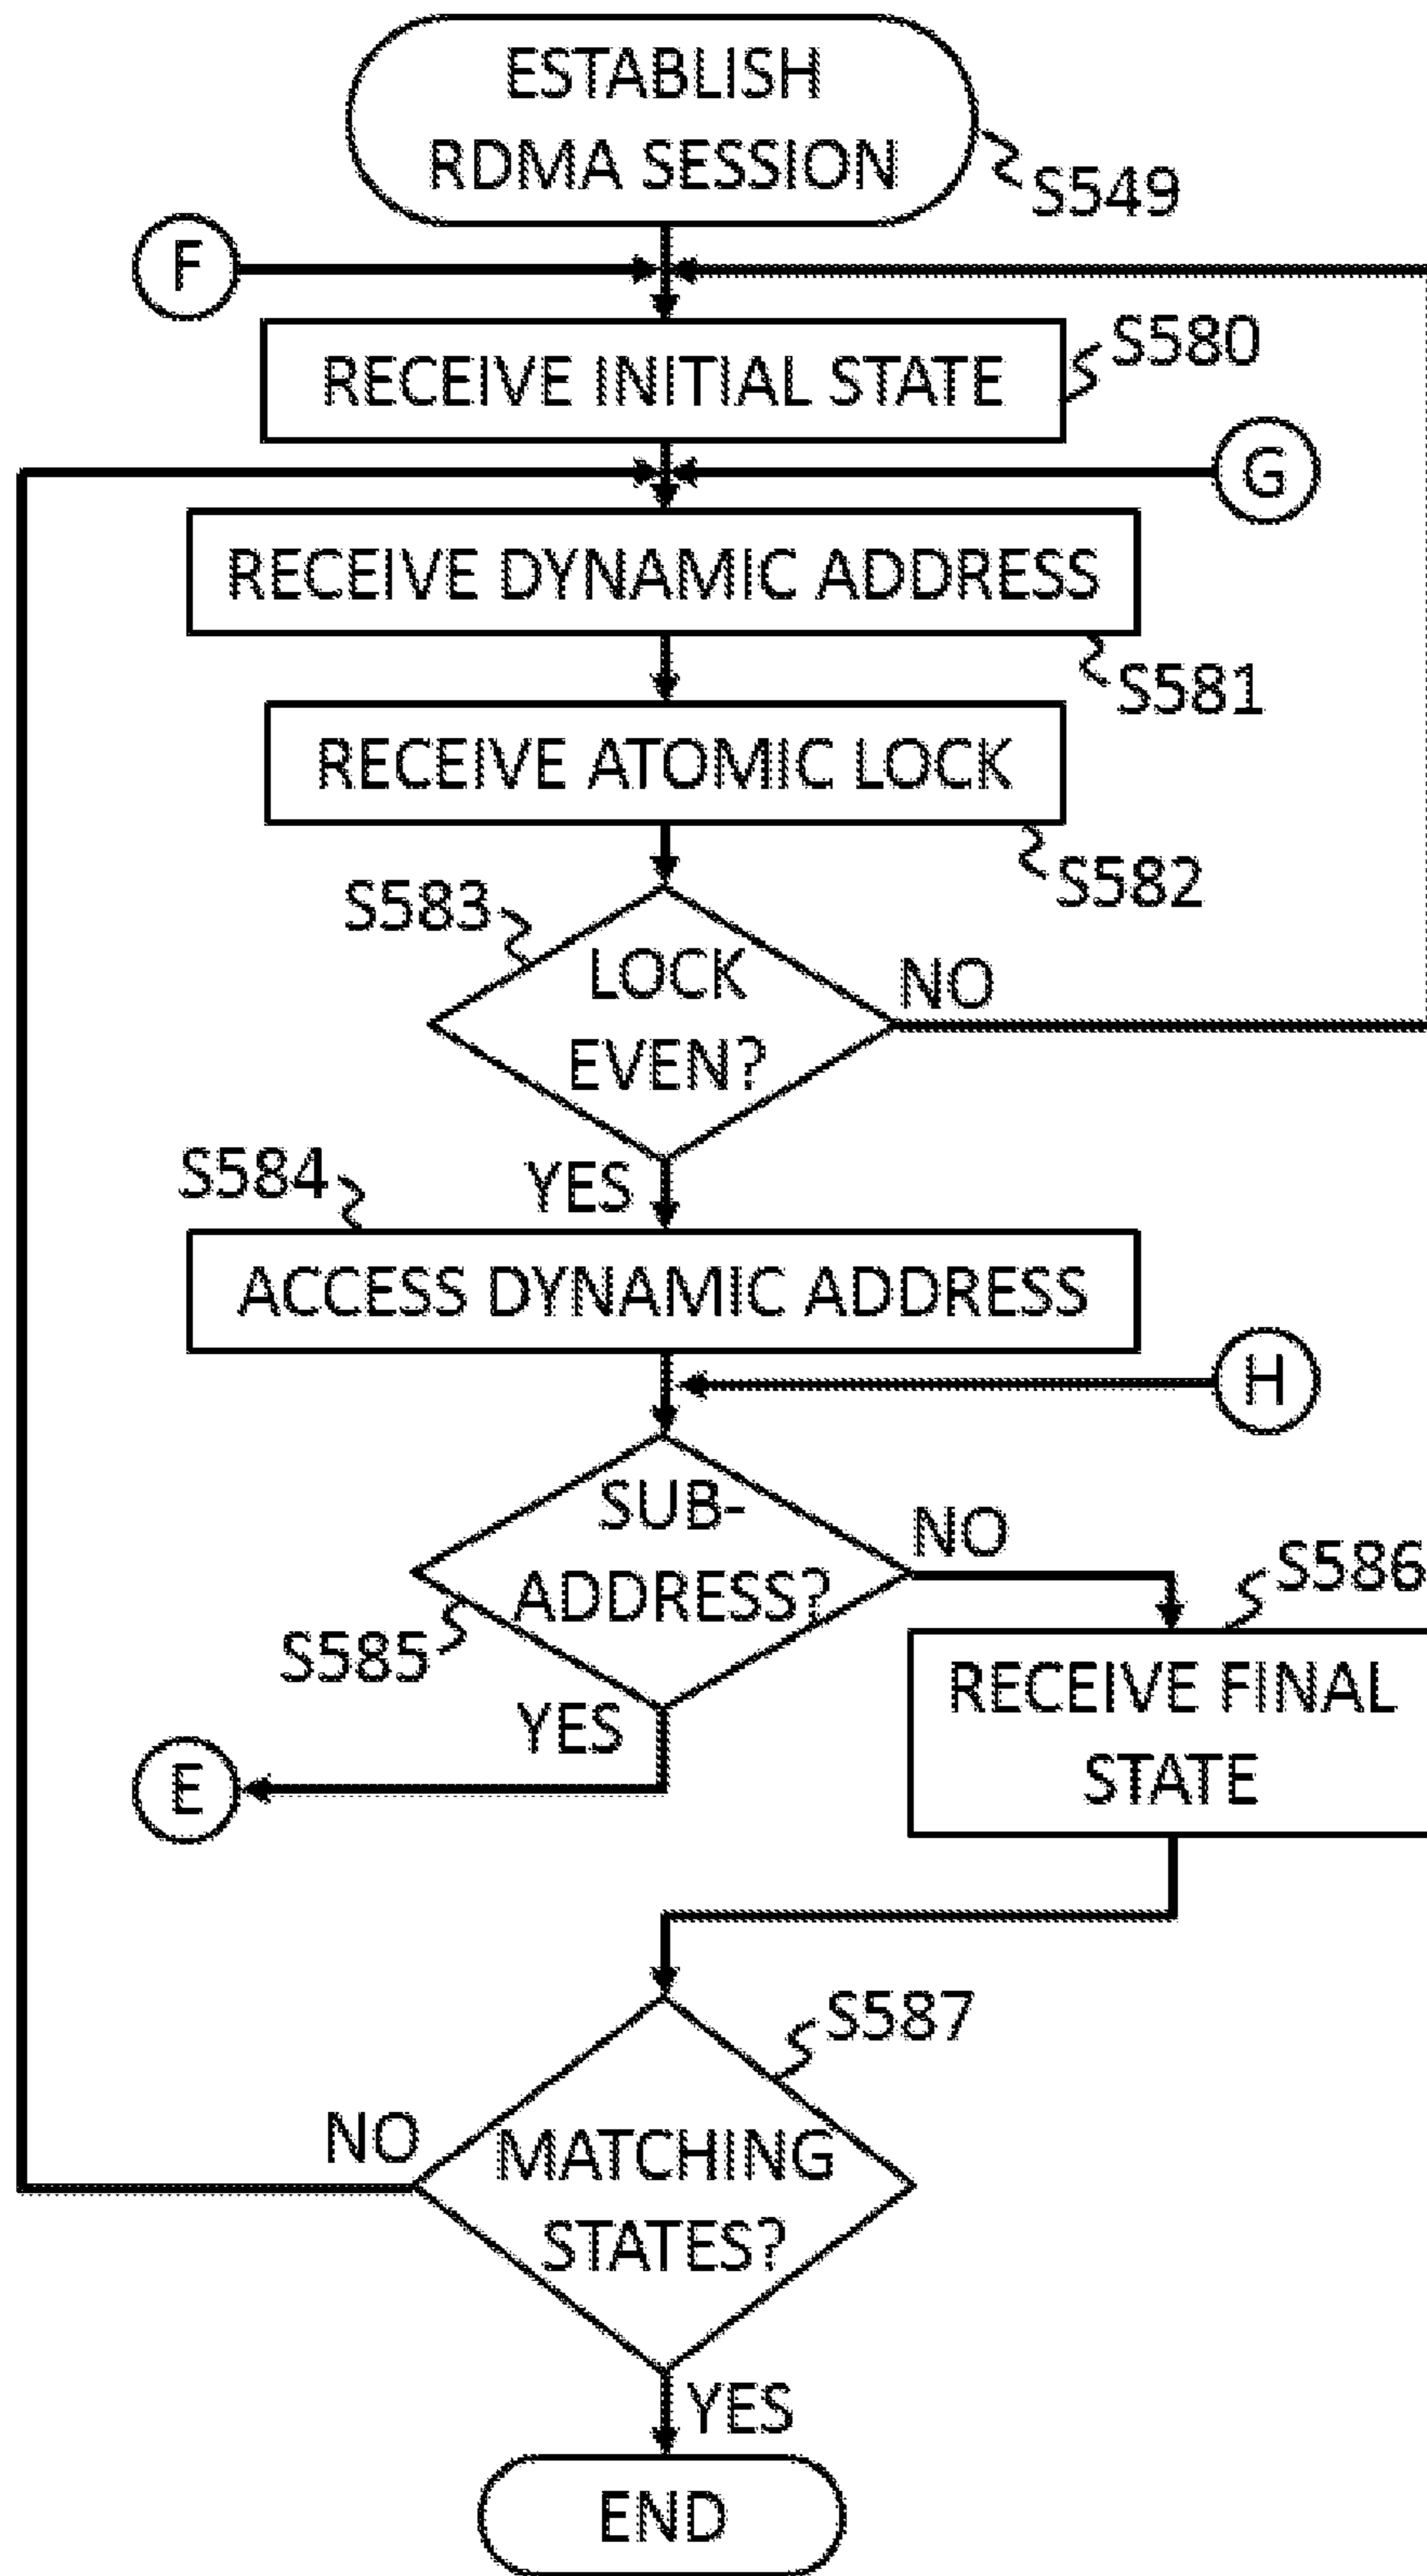 ESTABLISH
RDMA SESSION
S549
F
RECEIVE INITIAL STATE
S580
G
RECEIVE DYNAMIC ADDRESS
S581
RECEIVE ATOMIC LOCK
S582
S583
LOCK
EVEN?
NO
YES
S584
ACCESS DYNAMIC ADDRESS
H
SUB-
ADDRESS?
NO
S586
S585
YES
RECEIVE FINAL
STATE
E
S587
NO
MATCHING
STATES?
YES
END